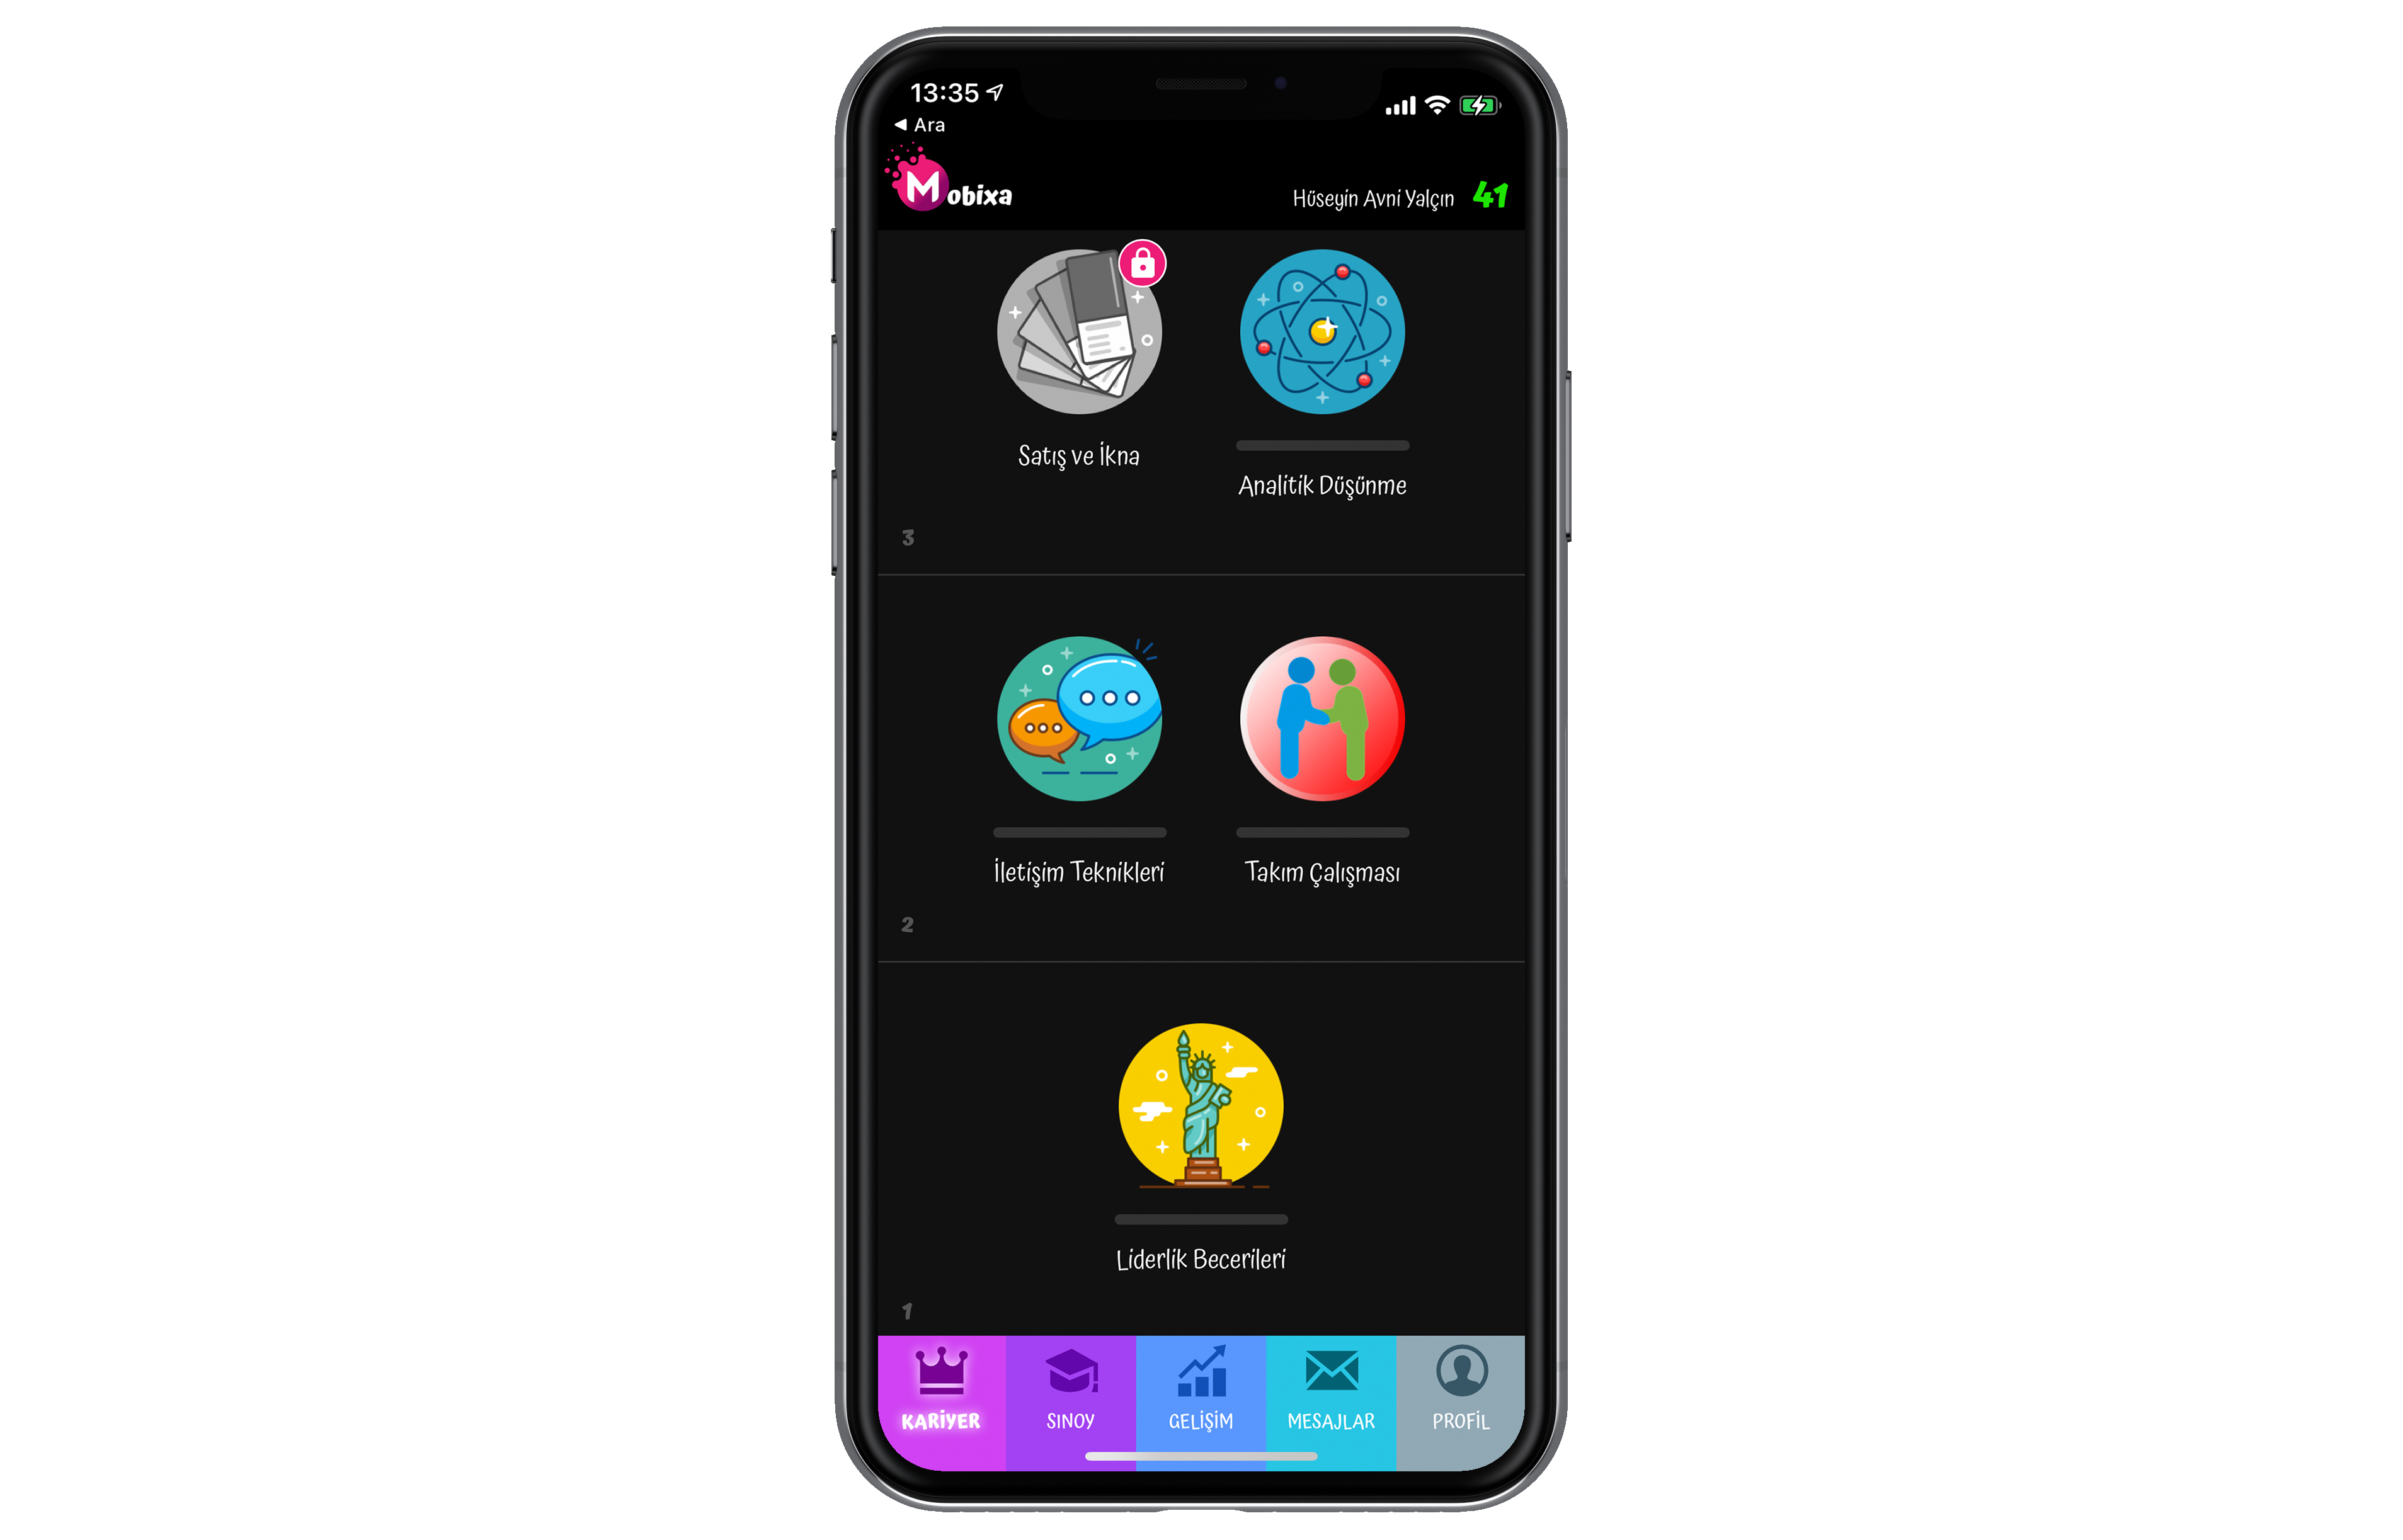 13:35
◀ Ara
Mobixa
Hüseyin Avni Yalçın 41
Satış ve İkna
Analitik Düşünme
3
İletişim Teknikleri
Takım Çalışması
2
Liderlik Becerileri
1
KARİYER
SINOY
GELİŞİM
MESAJLAR
PROFİL